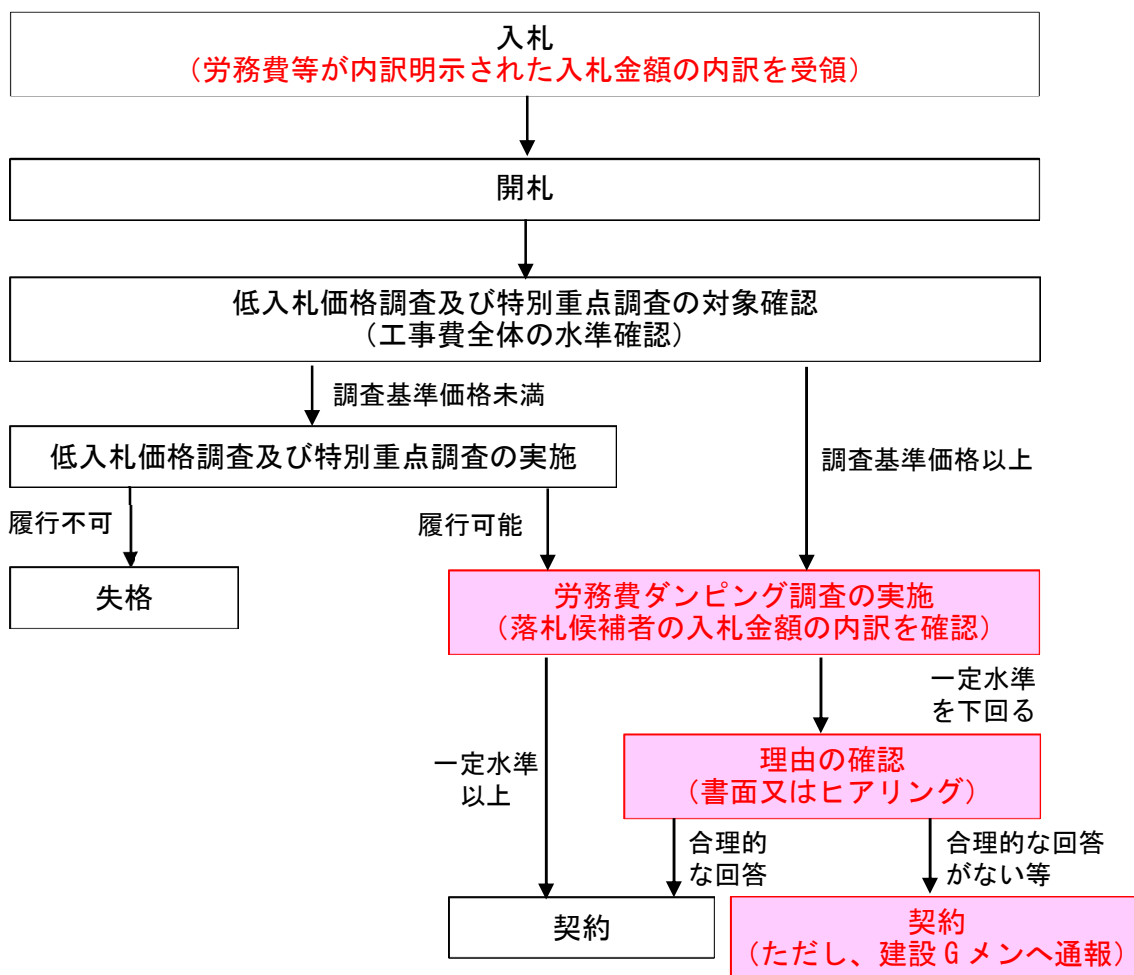 入札
（労務費等が内訳明示された入札金額の内訳を受領）
開札
低入札価格調査及び特別重点調査の対象確認
（工事費全体の水準確認）
調査基準価格未満
低入札価格調査及び特別重点調査の実施
調査基準価格以上
履行不可
履行可能
失格
労務費ダンピング調査の実施
（落札候補者の入札金額の内訳を確認）
一定水準
を下回る
一定水準
以上
理由の確認
（書面又はヒアリング）
合理的
な回答
合理的な回答
がない等
契約
契約
（ただし、建設Ｇメンへ通報）